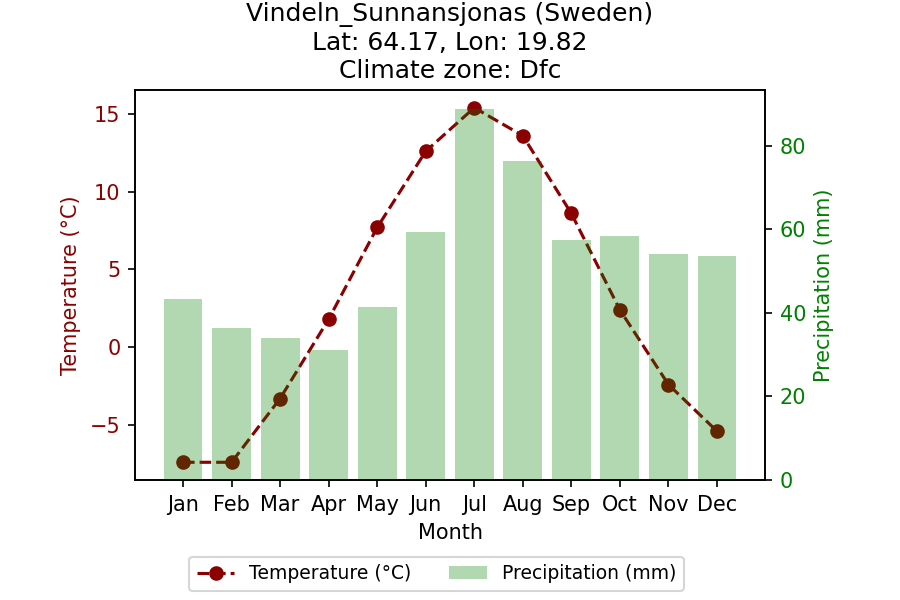 Vindeln_Sunnansjonas (Sweden)
Lat: 64.17, Lon: 19.82
Climate zone: Dfc
Temperature (°C)
15
10
5
0
−5
80
60
40
20
0
Precipitation (mm)
Jan Feb Mar Apr May Jun Jul Aug Sep Oct Nov Dec
Month
Temperature (°C) Precipitation (mm)